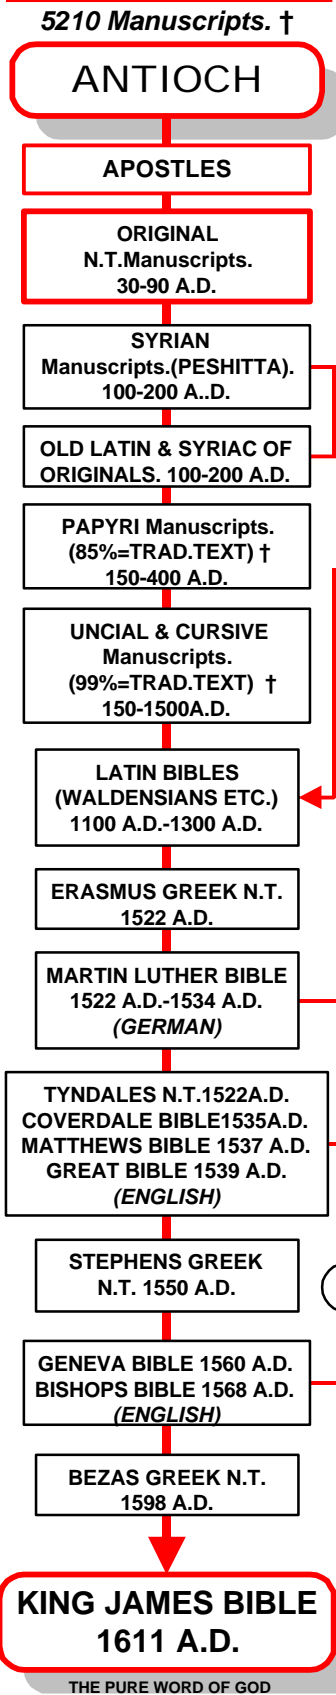 5210 Manuscripts. †
ANTIOCH
APOSTLES
ORIGINAL
N.T.Manuscripts.
30-90 A.D.
SYRIAN
Manuscripts.(PESHITTA).
100-200 A..D.
OLD LATIN & SYRIAC OF
ORIGINALS. 100-200 A.D.
PAPYRI Manuscripts.
(85%=TRAD.TEXT) †
150-400 A.D.
UNCIAL & CURSIVE
Manuscripts.
(99%=TRAD.TEXT) †
150-1500A.D.
LATIN BIBLES
(WALDENSIANS ETC.)
1100 A.D.-1300 A.D.
ERASMUS GREEK N.T.
1522 A.D.
MARTIN LUTHER BIBLE
1522 A.D.-1534 A.D.
(GERMAN)
TYNDALES N.T.1522A.D.
COVERDALE BIBLE1535A.D.
MATTHEWS BIBLE 1537 A.D.
GREAT BIBLE 1539 A.D.
(ENGLISH)
STEPHENS GREEK
N.T. 1550 A.D.
GENEVA BIBLE 1560 A.D.
BISHOPS BIBLE 1568 A.D.
(ENGLISH)
BEZAS GREEK N.T.
1598 A.D.
KING JAMES BIBLE
1611 A.D.
THE PURE WORD OF GOD